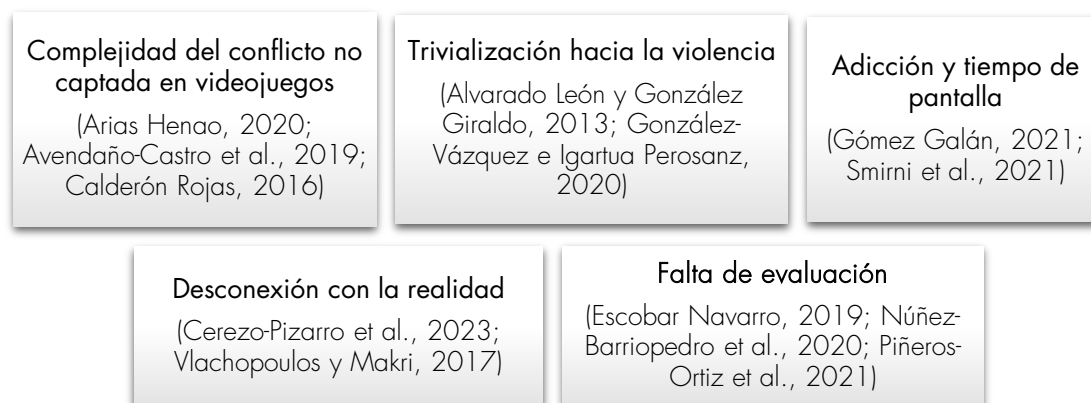 Complejidad del conflicto no
captada en videojuegos
(Arias Henao, 2020;
Avendaño-Castro et al., 2019;
Calderón Rojas, 2016)
Trivialización hacia la violencia
(Alvarado León y González
Giraldo, 2013; González-
Vázquez e Igartua Perosanz,
2020)
Adicción y tiempo de
pantalla
(Gómez Galán, 2021;
Smirni et al., 2021)
Desconexión con la realidad
(Cerezo-Pizarro et al., 2023;
Vlachopoulos y Makri, 2017)
Falta de evaluación
(Escobar Navarro, 2019; Núñez-
Barriopedro et al., 2020; Piñeros-
Ortiz et al., 2021)